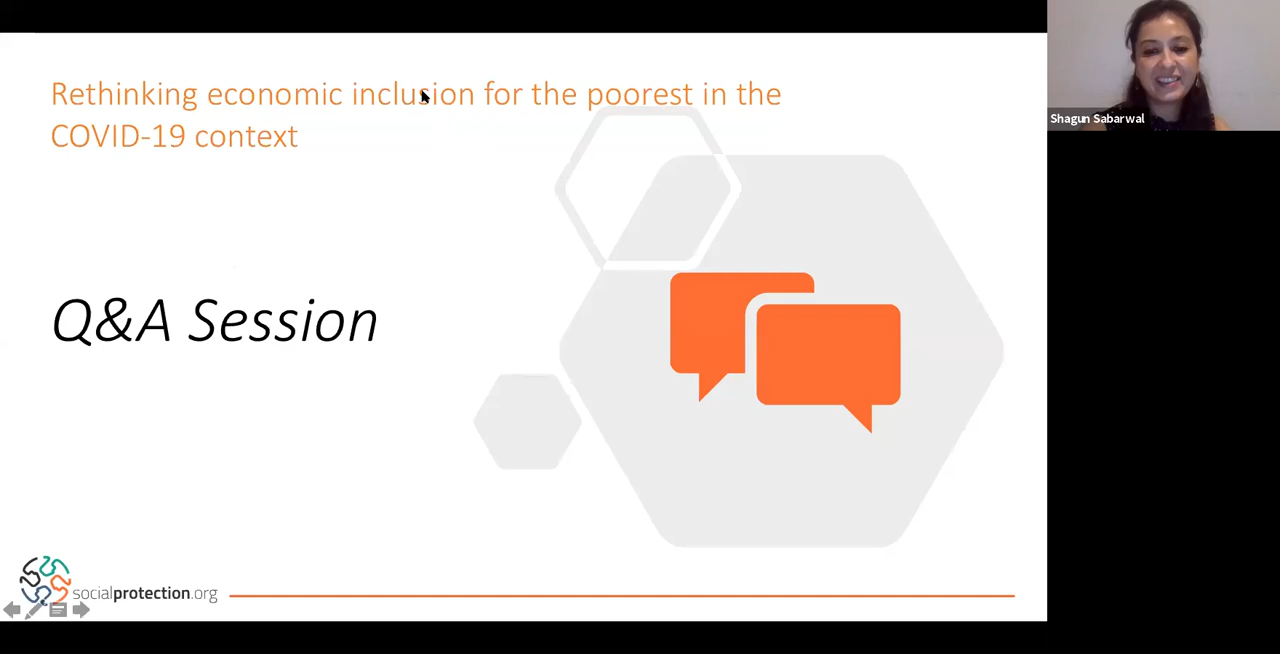 Rethinking economic inclusion for the poorest in the
COVID-19 context
Shagun Sabarwal
Q&A Session
socialprotection.org